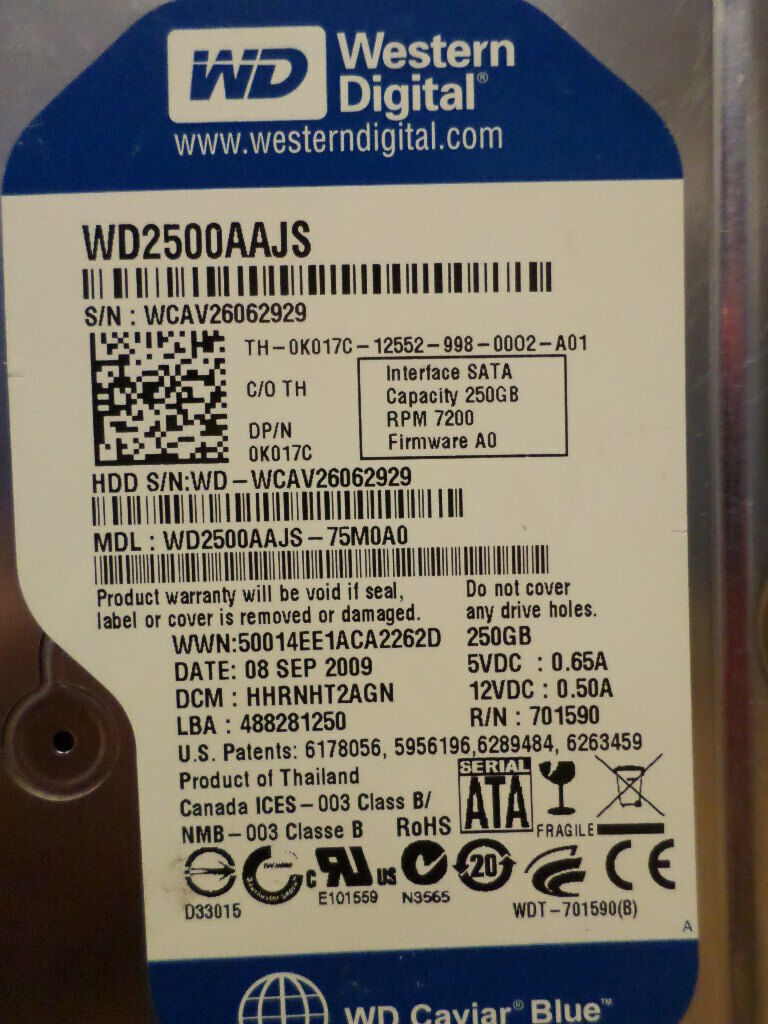 WD Western
Digital®
www.westerndigital.com
WD2500AAJS
S/N : WCAV26062929
TH-0K017C-12552-998-0002-A01
C/O TH
Interface SATA
Capacity 250GB
RPM 7200
Firmware A0
DP/N
0K017C
HDD S/N:WD-WCAV26062929
MDL : WD2500AAJS-75M0A0
Product warranty will be void if seal,
label or cover is removed or damaged.
Do not cover
any drive holes.
WWN:50014EE1ACA2262D
DATE: 08 SEP 2009
DCM : HHRNHT2AGN
LBA : 488281250
250GB
5VDC : 0.65A
12VDC : 0.50A
R/N : 701590
U.S. Patents: 6178056, 5956196,6289484, 6263459
Product of Thailand
Canada ICES-003 Class B/
NMB-003 Classe B
RoHS
SERIAL
ATA
FRAGILE
D33015
c RU us
E101559
N3565
20
CE
WDT-701590(B)
A
WD Caviar® Blue™